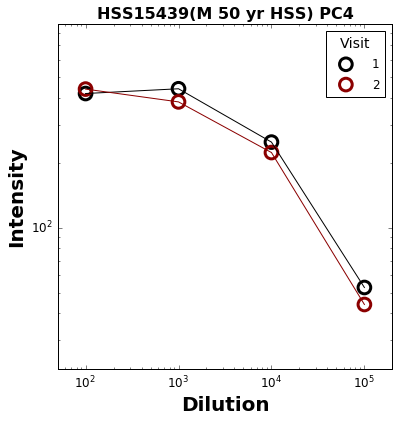 HSS15439(M 50 yr HSS) PC4
Visit
1
2
Intensity
10²
10² 10³ 10⁴ 10⁵
Dilution